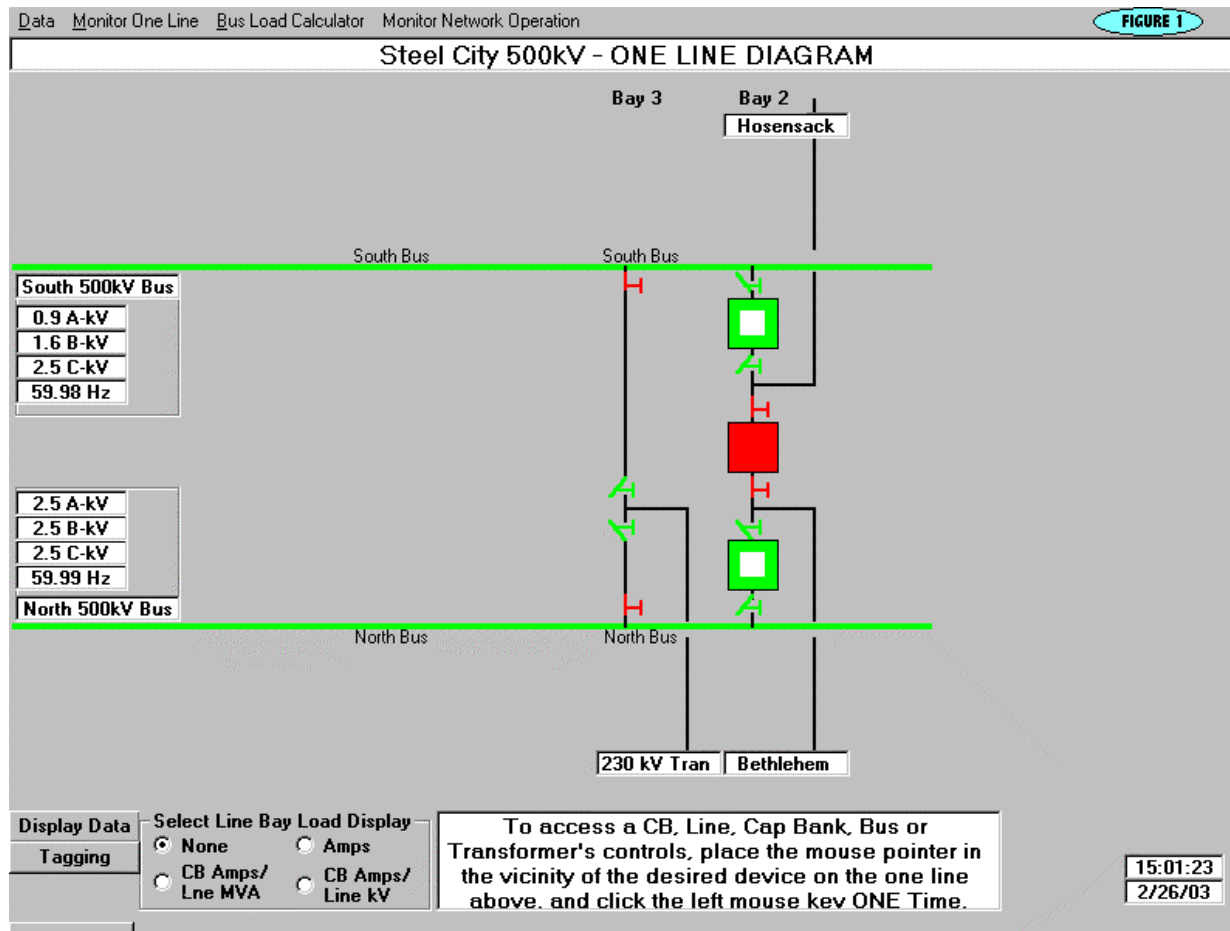 Data Monitor One Line Bus Load Calculator Monitor Network Operation
FIGURE 1
Steel City 500kV - ONE LINE DIAGRAM
Bay 3 Bay 2
Hosensack
South Bus South Bus
South 500kV Bus
0.9 A-kV
1.6 B-kV
2.5 C-kV
59.98 Hz
2.5 A-kV
2.5 B-kV
2.5 C-kV
59.99 Hz
North 500kV Bus
North Bus North Bus
230 kV Tran Bethlehem
Display Data
Tagging
Select Line Bay Load Display
None Amps
CB Amps/
Lne MVA
CB Amps/
Line kV
To access a CB, Line, Cap Bank, Bus or
Transformer's controls, place the mouse pointer in
the vicinity of the desired device on the one line
above, and click the left mouse key ONE Time.
15:01:23
2/26/03